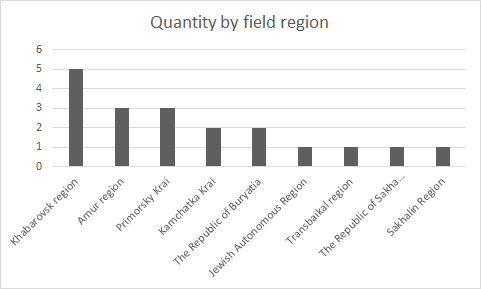 Quantity by field region
6
5
4
3
2
1
0
Khabarovsk region
Amur region
Primorsky Krai
Kamchatka Krai
The Republic of Buryatia
Jewish Autonomous Region
Transbaikal region
The Republic of Sakha...
Sakhalin Region